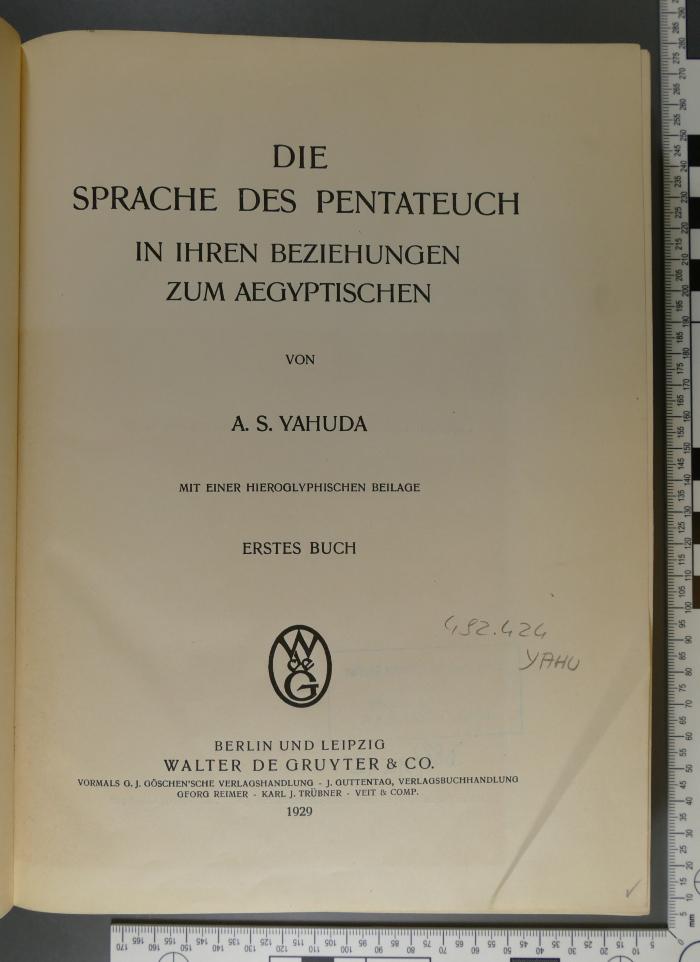 DIE
SPRACHE DES PENTATEUCH
IN IHREN BEZIEHUNGEN
ZUM AEGYPTISCHEN
VON
A. S. YAHUDA
MIT EINER HIEROGLYPHISCHEN BEILAGE
ERSTES BUCH
492.424
YAHU
W
de
G
BERLIN UND LEIPZIG
WALTER DE GRUYTER & CO.
VORMALS G. J. GÖSCHEN'SCHE VERLAGSHANDLUNG - J. GUTTENTAG, VERLAGSBUCHHANDLUNG
GEORG REIMER - KARL J. TRÜBNER - VEIT & COMP.
1929